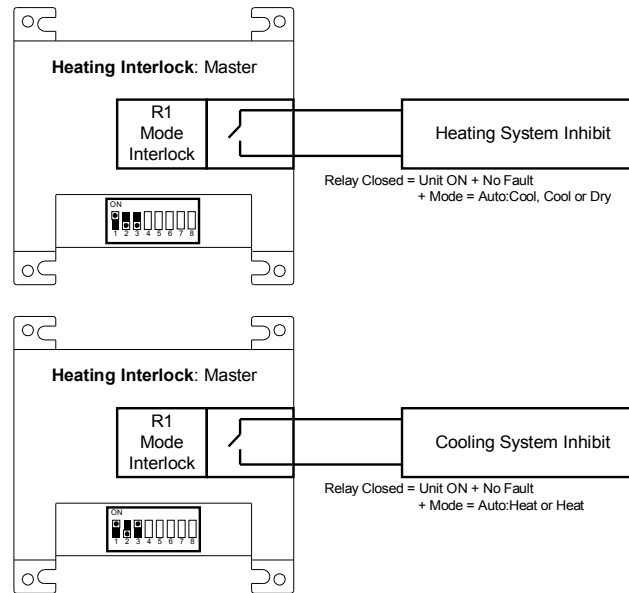 Heating Interlock: Master
R1
Mode
Interlock
Heating System Inhibit
Relay Closed = Unit ON + No Fault
+ Mode = Auto:Cool, Cool or Dry
ON
1 2 3 4 5 6 7 8
Heating Interlock: Master
R1
Mode
Interlock
Cooling System Inhibit
Relay Closed = Unit ON + No Fault
+ Mode = Auto:Heat or Heat
ON
1 2 3 4 5 6 7 8